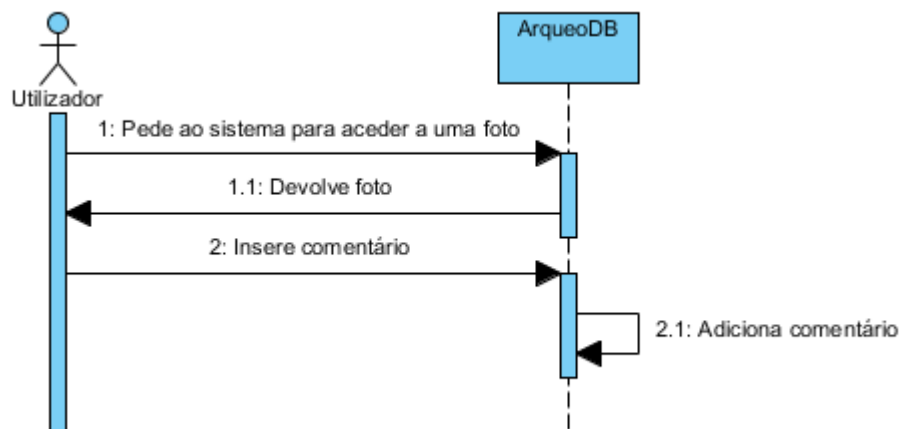 ArqueoDB
Utilizador
1: Pede ao sistema para aceder a uma foto
1.1: Devolve foto
2: Insere comentário
2.1: Adiciona comentário